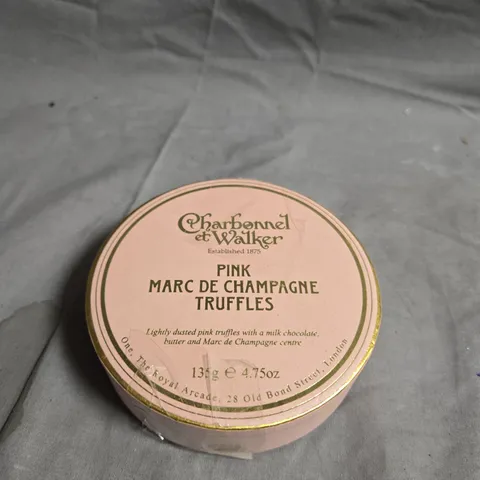 Charbonnel
et Walker
Established 1875
PINK
MARC DE CHAMPAGNE
TRUFFLES
Lightly dusted pink truffles with a milk chocolate,
butter and Marc de Champagne centre
135g ℮ 4.75oz
One, The Royal Arcade, 28 Old Bond Street, London